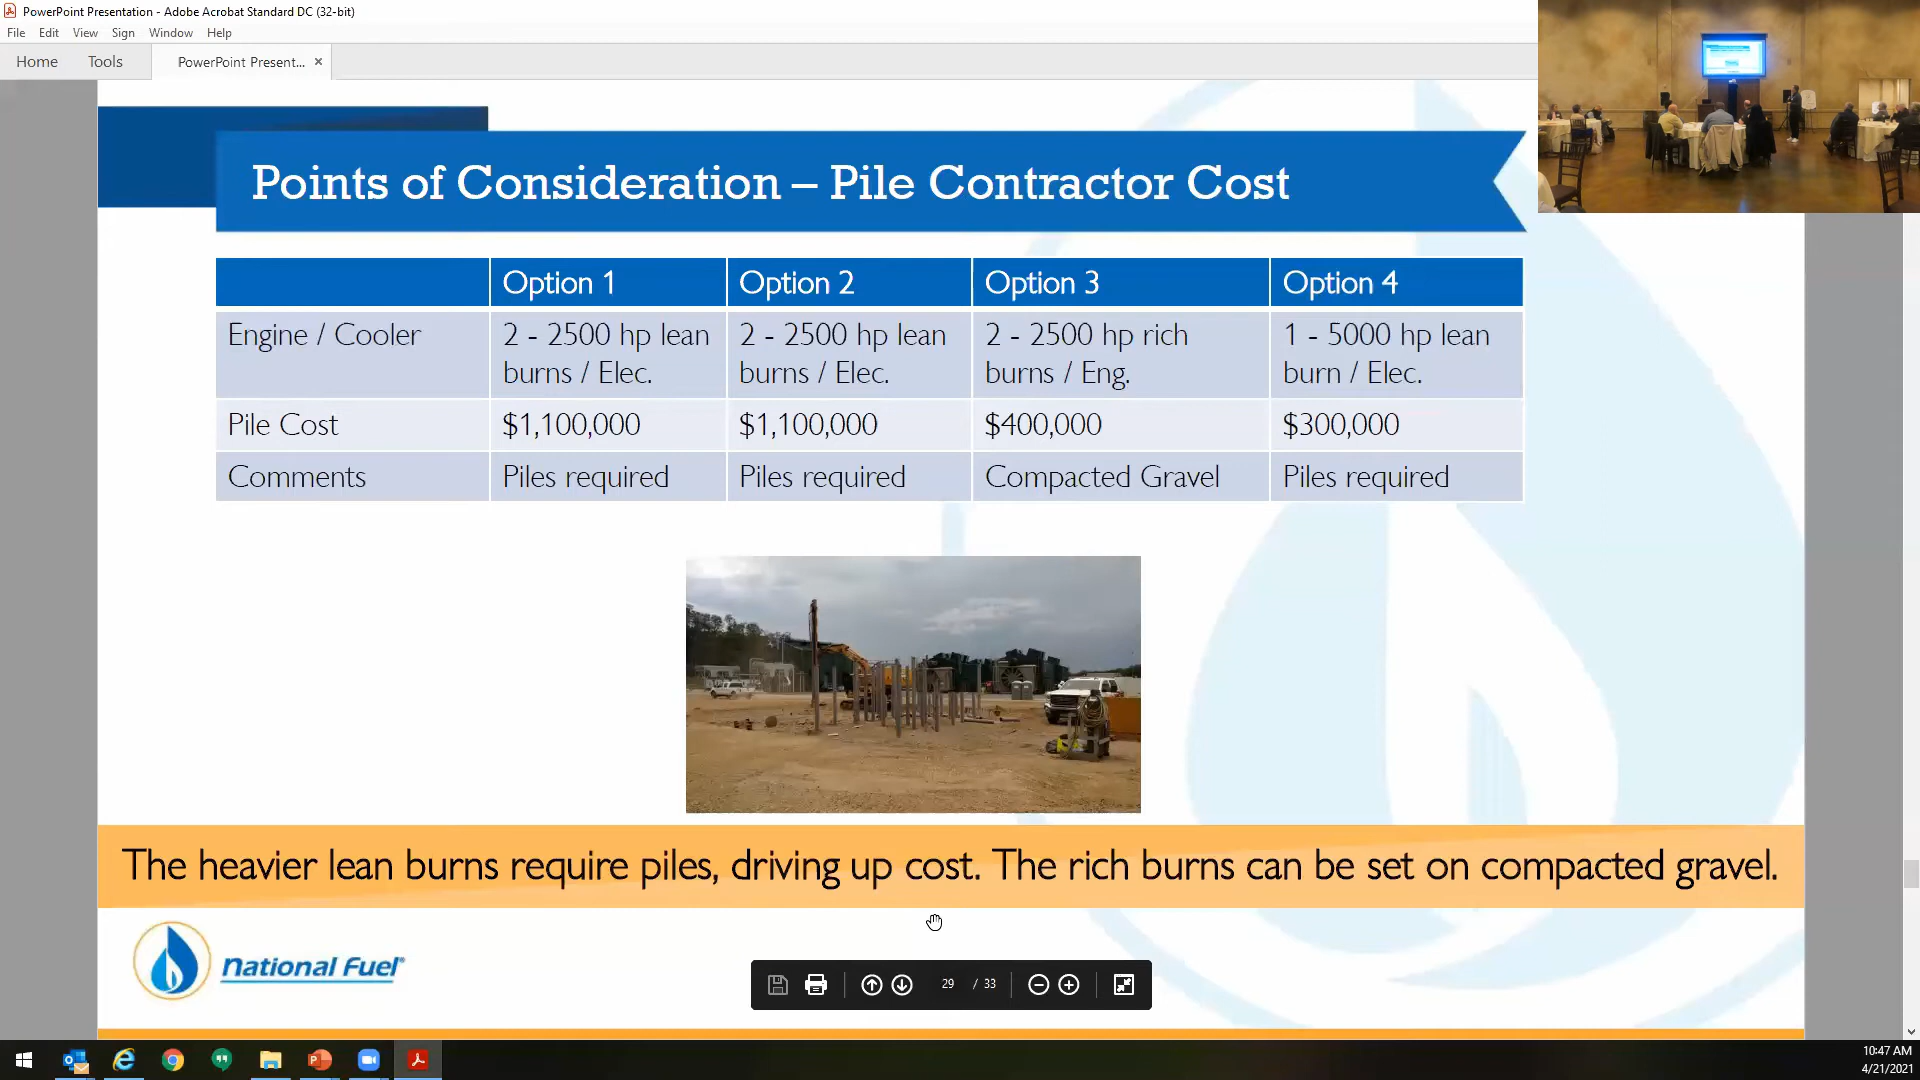 PowerPoint Presentation - Adobe Acrobat Standard DC (32-bit)
File Edit View Sign Window Help
Home Tools PowerPoint Present... ×
Points of Consideration – Pile Contractor Cost
Option 1 Option 2 Option 3 Option 4
Engine / Cooler 2 - 2500 hp lean 2 - 2500 hp lean 2 - 2500 hp rich 1 - 5000 hp lean
burns / Elec. burns / Elec. burns / Eng. burn / Elec.
Pile Cost $1,100,000 $1,100,000 $400,000 $300,000
Comments Piles required Piles required Compacted Gravel Piles required
The heavier lean burns require piles, driving up cost. The rich burns can be set on compacted gravel.
National Fuel®
29 / 33
10:47 AM
4/21/2021